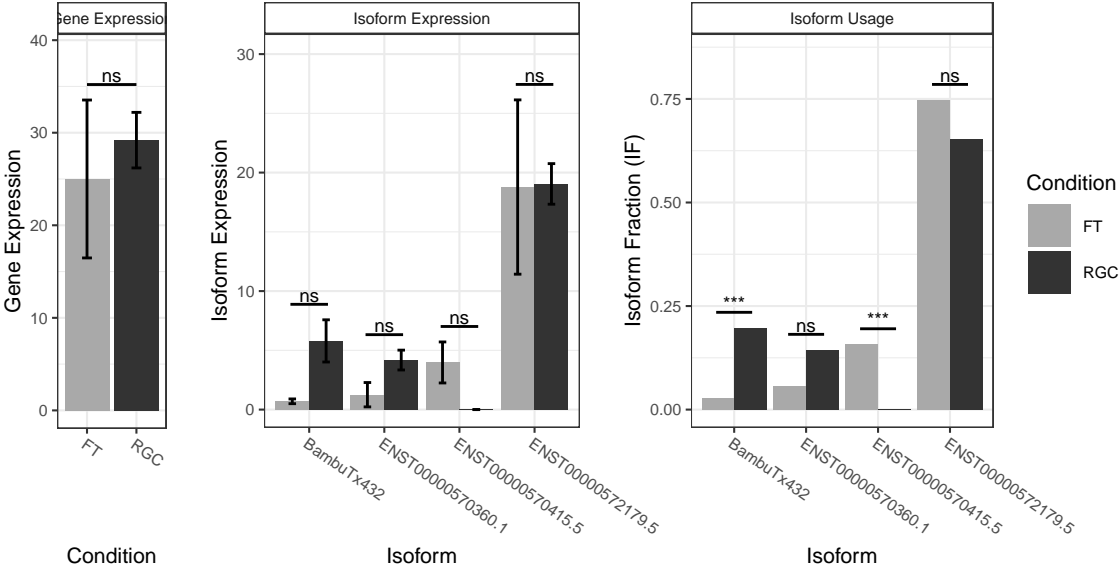 Gene Expression
Isoform Expression
Isoform Usage
Gene Expression
40
30
20
10
0
ns
FT
RGC
Condition
Isoform Expression
30
20
10
0
ns
ns
ns
ns
BambuTx432
ENST00000570360.1
ENST00000570415.5
ENST00000572179.5
Isoform
Isoform Fraction (IF)
0.75
0.50
0.25
0.00
***
ns
***
ns
BambuTx432
ENST00000570360.1
ENST00000570415.5
ENST00000572179.5
Isoform
Condition
FT
RGC